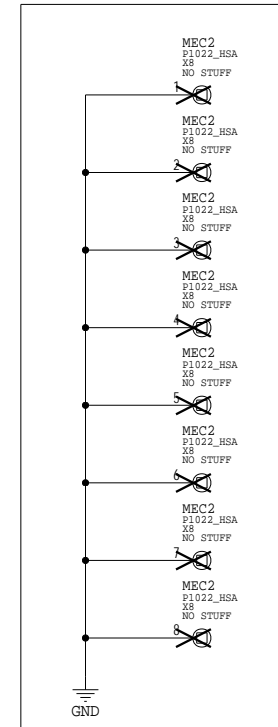 MEC2
P1022_HSA
X8
NO STUFF
1
MEC2
P1022_HSA
X8
NO STUFF
2
MEC2
P1022_HSA
X8
NO STUFF
3
MEC2
P1022_HSA
X8
NO STUFF
4
MEC2
P1022_HSA
X8
NO STUFF
5
MEC2
P1022_HSA
X8
NO STUFF
6
MEC2
P1022_HSA
X8
NO STUFF
7
MEC2
P1022_HSA
X8
NO STUFF
8
GND